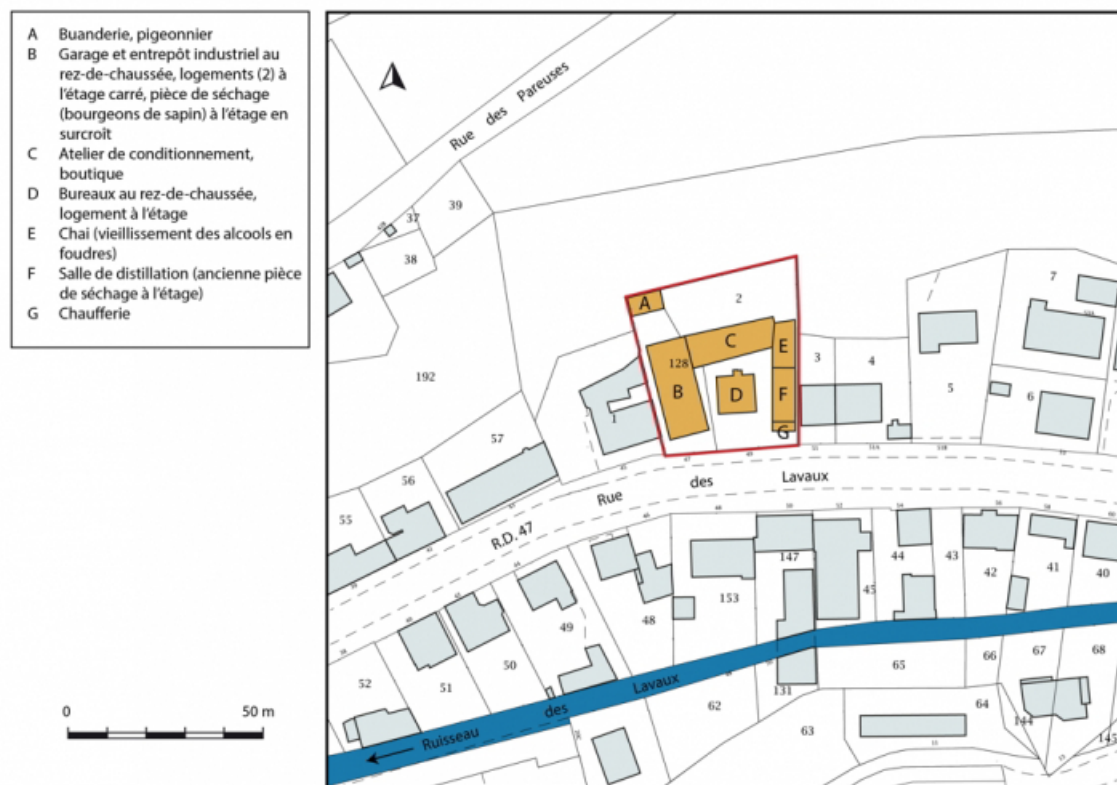 A Buanderie, pigeonnier
B Garage et entrepôt industriel au
rez-de-chaussée, logements (2) à
l'étage carré, pièce de séchage
(bourgeons de sapin) à l'étage en
surcroît
C Atelier de conditionnement,
boutique
D Bureaux au rez-de-chaussée,
logement à l'étage
E Chai (vieillissement des alcools en
foudres)
F Salle de distillation (ancienne pièce
de séchage à l'étage)
G Chaufferie
Rue des Pareuses
37
39
38
192
A
2
7
C
E
3
4
128
B
D
F
5
6
G
1
57
56
55
Rue des Lavaux
R.D. 47
147
44
43
42
41
40
153
45
48
49
50
51
52
65
66
67
68
62
131
63
64
144
145
Ruisseau des Lavaux
0 50 m